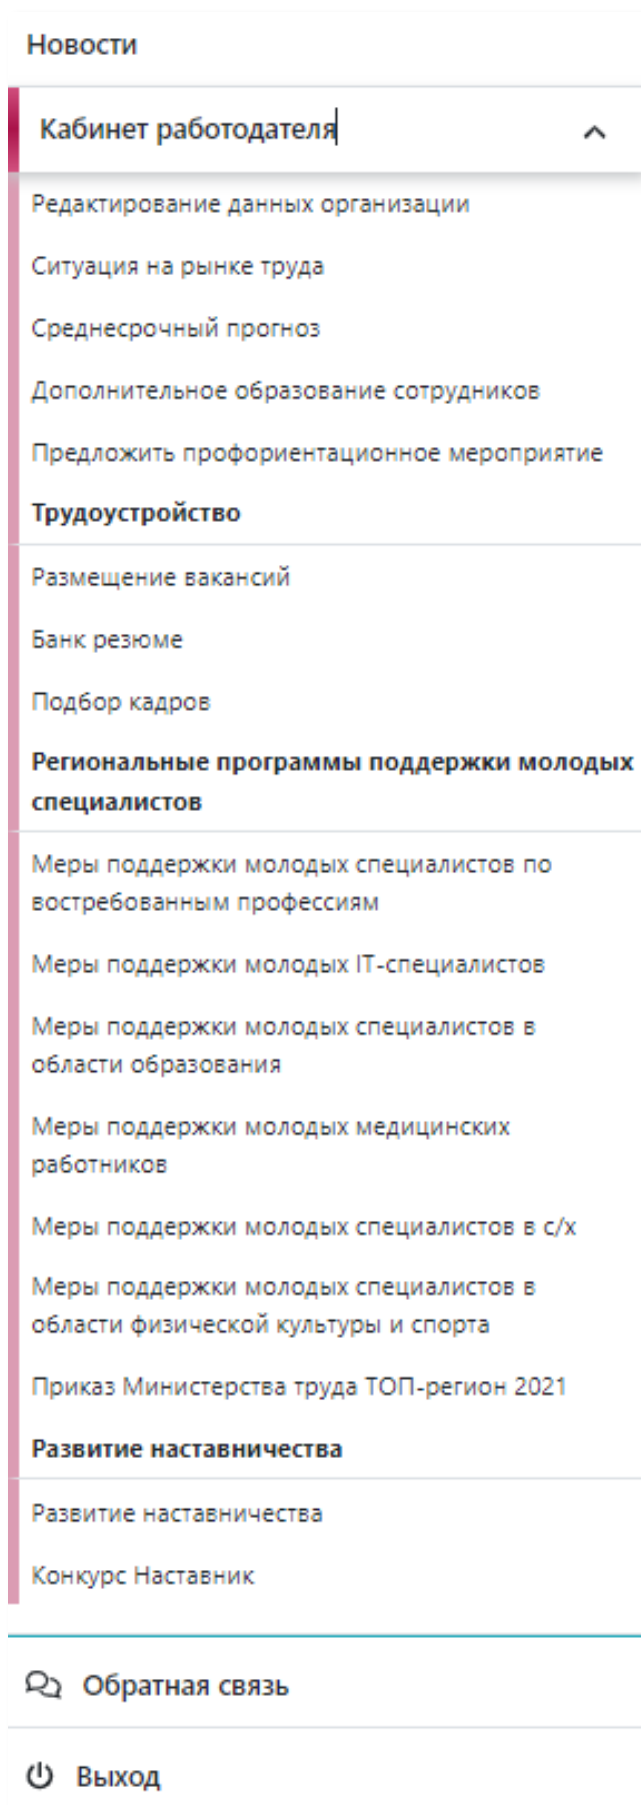 Новости
Кабинет работодателя
Редактирование данных организации
Ситуация на рынке труда
Среднесрочный прогноз
Дополнительное образование сотрудников
Предложить профориентационное мероприятие
Трудоустройство
Размещение вакансий
Банк резюме
Подбор кадров
Региональные программы поддержки молодых
специалистов
Меры поддержки молодых специалистов по
востребованным профессиям
Меры поддержки молодых IT-специалистов
Меры поддержки молодых специалистов в
области образования
Меры поддержки молодых медицинских
работников
Меры поддержки молодых специалистов в с/х
Меры поддержки молодых специалистов в
области физической культуры и спорта
Приказ Министерства труда ТОП-регион 2021
Развитие наставничества
Развитие наставничества
Конкурс Наставник
Обратная связь
Выход